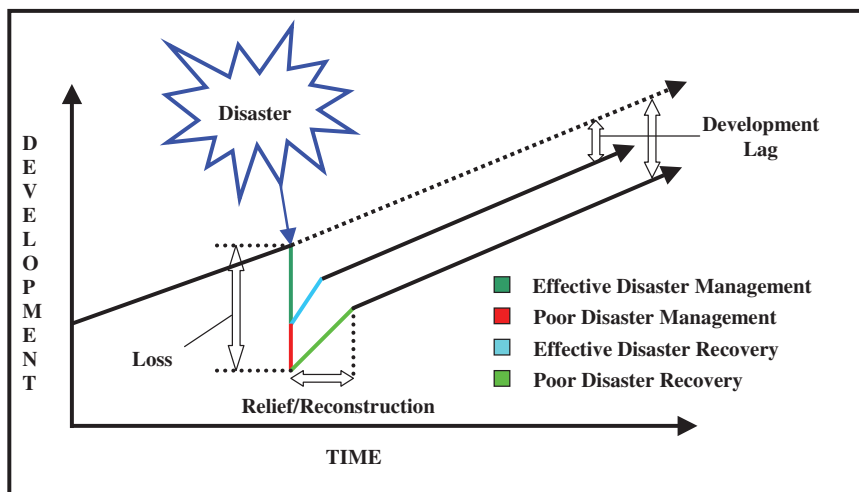 Disaster
DEVELOPMENT
Development
Lag
Effective Disaster Management
Poor Disaster Management
Effective Disaster Recovery
Poor Disaster Recovery
Loss
Relief/Reconstruction
TIME